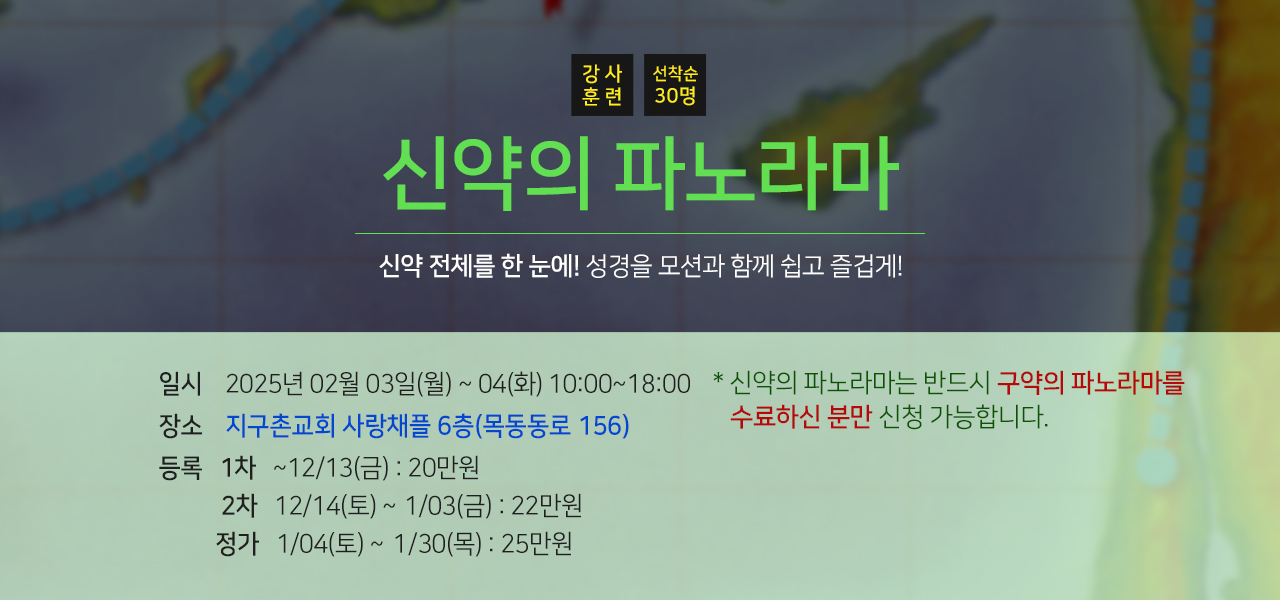 강사
훈련
선착순
30명
신약의 파노라마
신약 전체를 한 눈에! 성경을 모션과 함께 쉽고 즐겁게!
일시 2025년 02월 03일(월) ~ 04(화) 10:00~18:00
장소 지구촌교회 사랑채플 6층(목동동로 156)
등록 1차 ~12/13(금) : 20만원
2차 12/14(토) ~ 1/03(금) : 22만원
정가 1/04(토) ~ 1/30(목) : 25만원
* 신약의 파노라마는 반드시 구약의 파노라마를
수료하신 분만 신청 가능합니다.